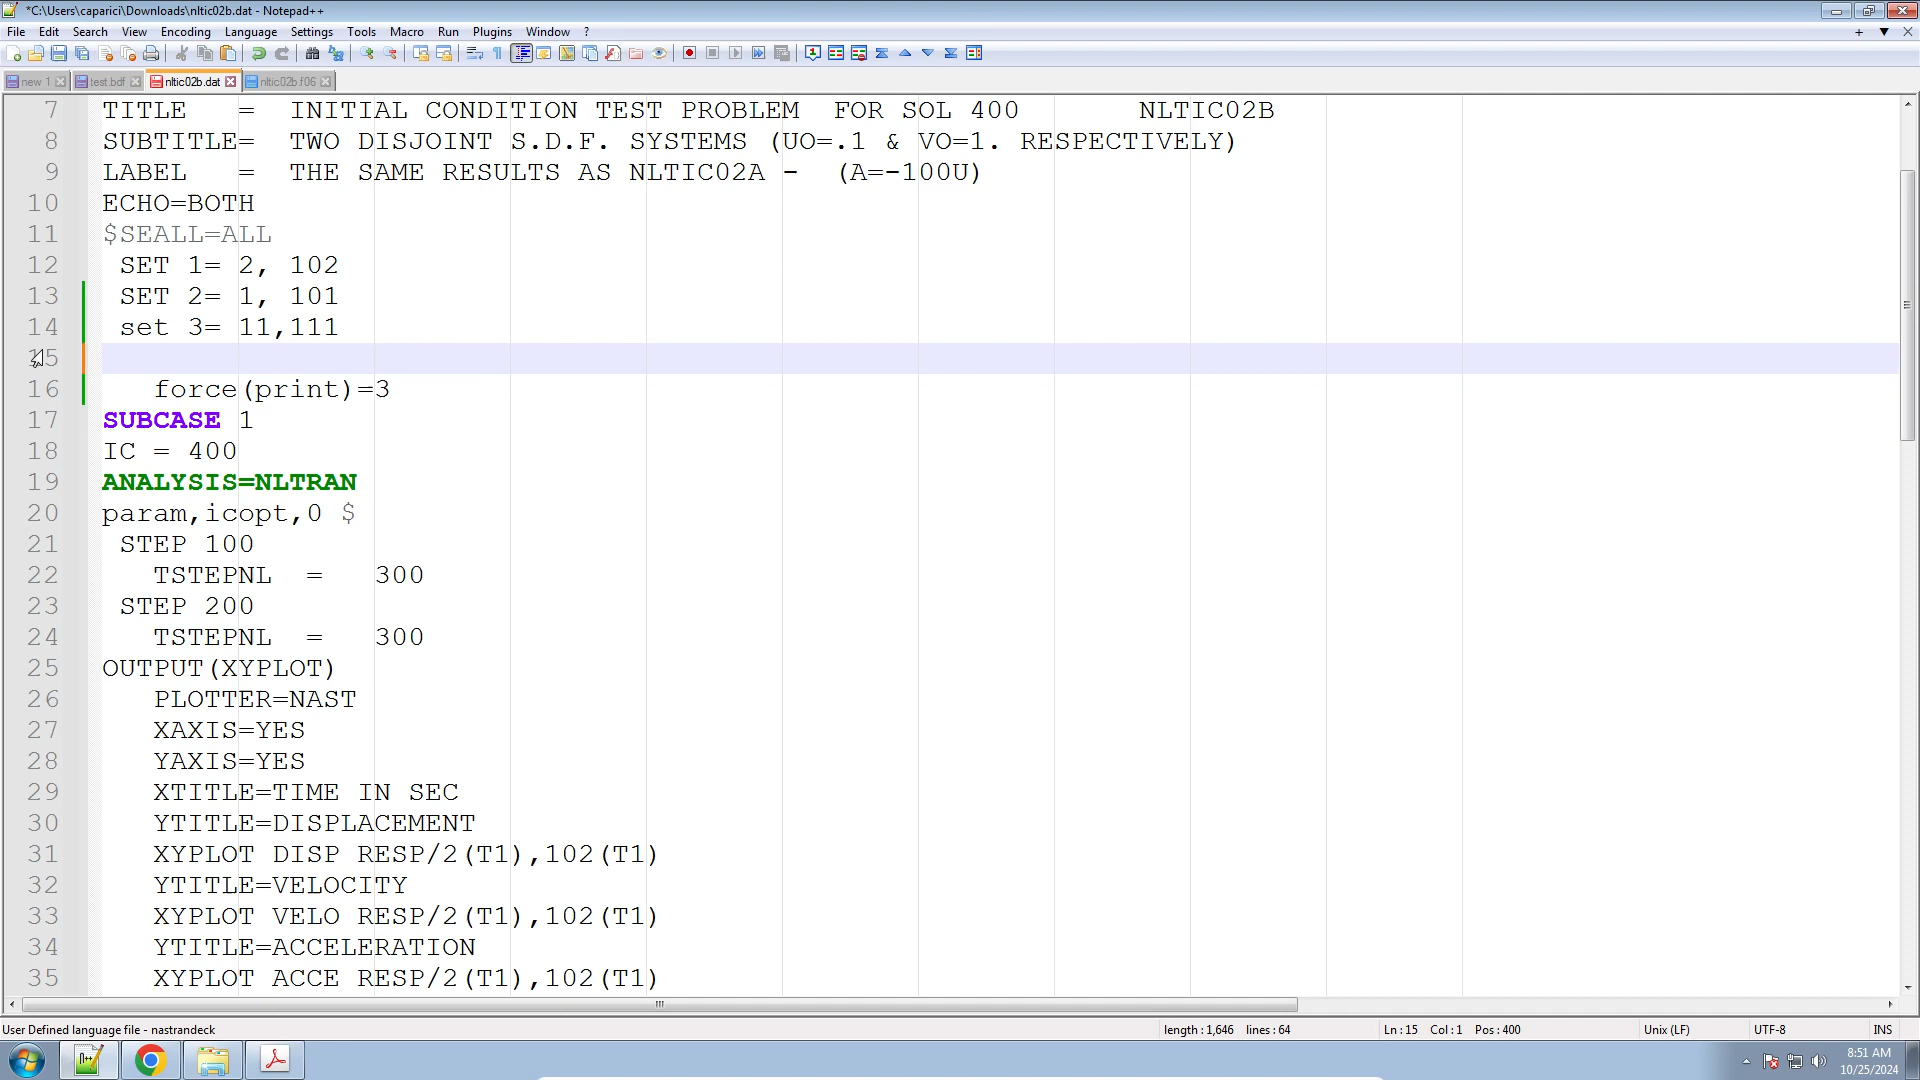 *C:\Users\caparici\Downloads\nltic02b.dat - Notepad++
File Edit Search View Encoding Language Settings Tools Macro Run Plugins Window ?
new 1 test.bdf nltic02b.dat nltic02b.f06
7 TITLE = INITIAL CONDITION TEST PROBLEM FOR SOL 400 NLTIC02B
8 SUBTITLE= TWO DISJOINT S.D.F. SYSTEMS (UO=.1 & VO=1. RESPECTIVELY)
9 LABEL = THE SAME RESULTS AS NLTIC02A - (A=-100U)
10 ECHO=BOTH
11 $SEALL=ALL
12 SET 1= 2, 102
13 SET 2= 1, 101
14 set 3= 11,111
15
16 force(print)=3
17 SUBCASE 1
18 IC = 400
19 ANALYSIS=NLTRAN
20 param,icopt,0 $
21 STEP 100
22 TSTEPNL = 300
23 STEP 200
24 TSTEPNL = 300
25 OUTPUT(XYPLOT)
26 PLOTTER=NAST
27 XAXIS=YES
28 YAXIS=YES
29 XTITLE=TIME IN SEC
30 YTITLE=DISPLACEMENT
31 XYPLOT DISP RESP/2(T1),102(T1)
32 YTITLE=VELOCITY
33 XYPLOT VELO RESP/2(T1),102(T1)
34 YTITLE=ACCELERATION
35 XYPLOT ACCE RESP/2(T1),102(T1)
User Defined language file - nastrandeck length : 1,646 lines : 64 Ln : 15 Col : 1 Pos : 400 Unix (LF) UTF-8 INS
8:51 AM
10/25/2024